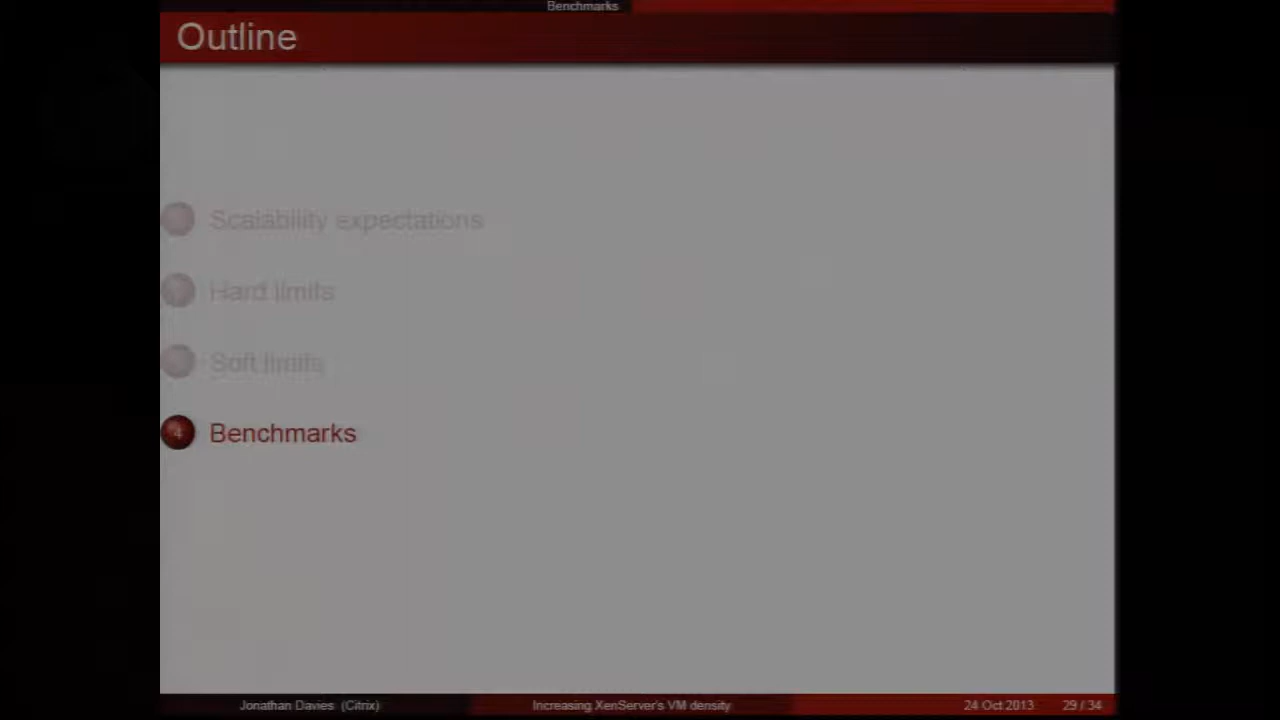 Benchmarks
Outline
Scalability expectations
Hard limits
Soft limits
4 Benchmarks
Jonathan Davies (Citrix) Increasing XenServer's VM density 24 Oct 2013 29 / 34